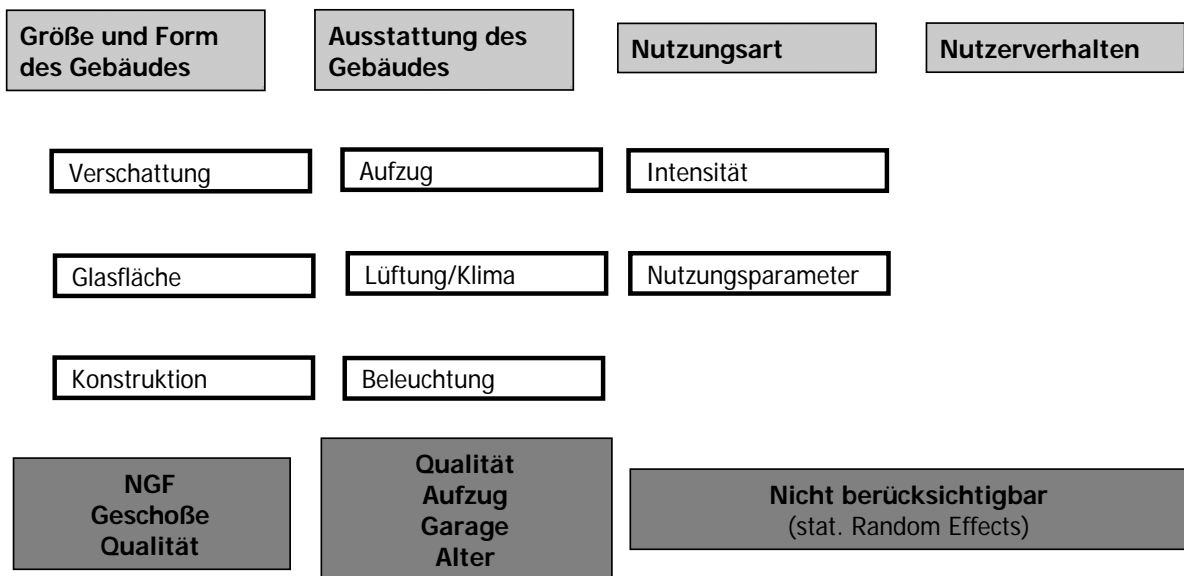 Größe und Form
des Gebäudes
Ausstattung des
Gebäudes
Nutzungsart
Nutzerverhalten
Verschattung
Aufzug
Intensität
Glasfläche
Lüftung/Klima
Nutzungsparameter
Konstruktion
Beleuchtung
NGF
Geschoße
Qualität
Qualität
Aufzug
Garage
Alter
Nicht berücksichtigbar
(stat. Random Effects)